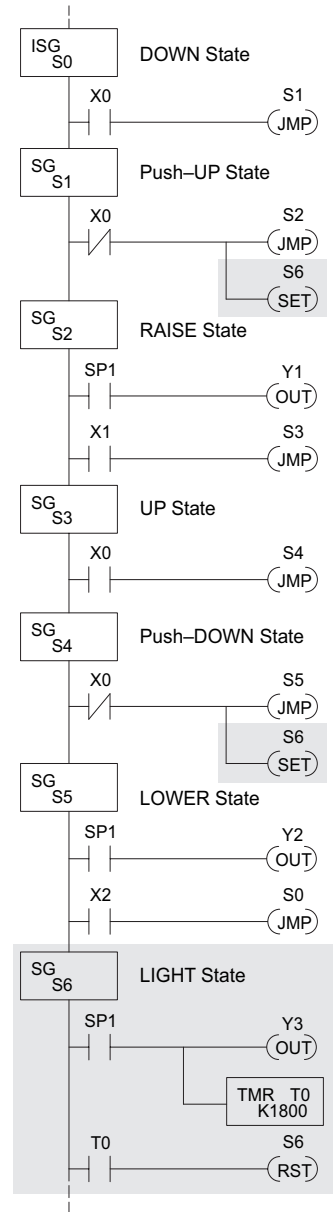 ISG
S0
DOWN State
X0
S1
JMP
SG
S1
Push–UP State
X0
S2
JMP
S6
SET
SG
S2
RAISE State
SP1
Y1
OUT
X1
S3
JMP
SG
S3
UP State
X0
S4
JMP
SG
S4
Push–DOWN State
X0
S5
JMP
S6
SET
SG
S5
LOWER State
SP1
Y2
OUT
X2
S0
JMP
SG
S6
LIGHT State
SP1
Y3
OUT
TMR T0
K1800
T0
S6
RST